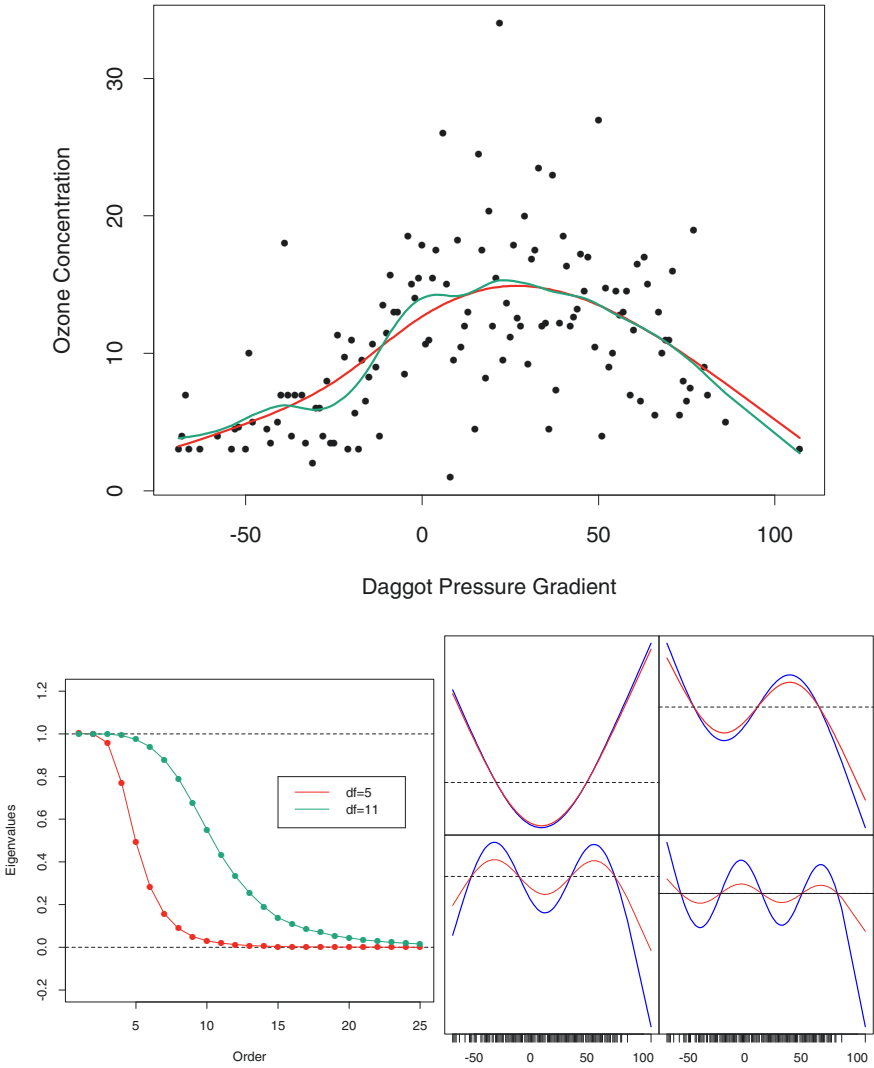 30
20
10
0
Ozone Concentration
-50 0 50 100
Daggot Pressure Gradient
1.2
1.0
0.8
0.6
0.4
0.2
0.0
-0.2
Eigenvalues
df=5
df=11
5 10 15 20 25
Order
-50 0 50 100
-50 0 50 100